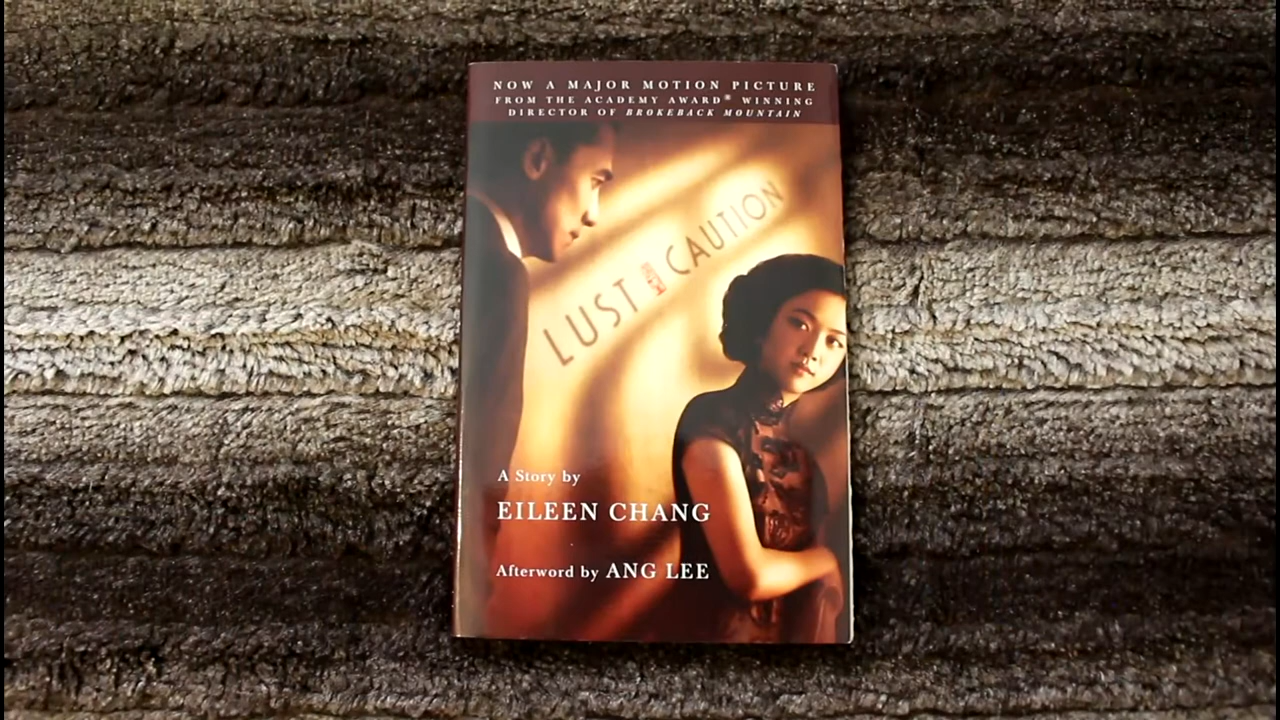 NOW A MAJOR MOTION PICTURE
FROM THE ACADEMY AWARD® WINNING
DIRECTOR OF BROKEBACK MOUNTAIN
LUST CAUTION
A Story by
EILEEN CHANG
Afterword by ANG LEE